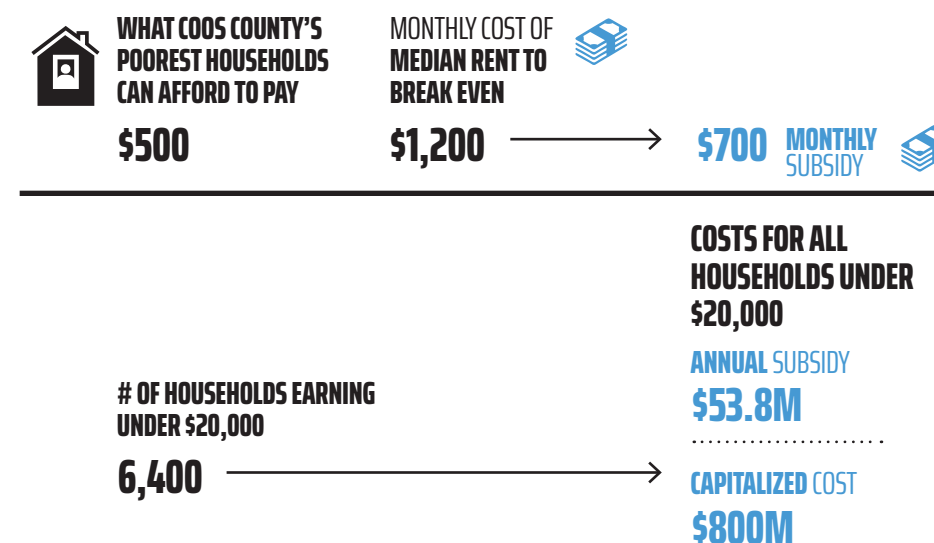 WHAT COOS COUNTY'S
POOREST HOUSEHOLDS
CAN AFFORD TO PAY
$500
MONTHLY COST OF
MEDIAN RENT TO
BREAK EVEN
$1,200
$700 MONTHLY
SUBSIDY
COSTS FOR ALL
HOUSEHOLDS UNDER
$20,000
ANNUAL SUBSIDY
$53.8M
# OF HOUSEHOLDS EARNING
UNDER $20,000
6,400
CAPITALIZED COST
$800M